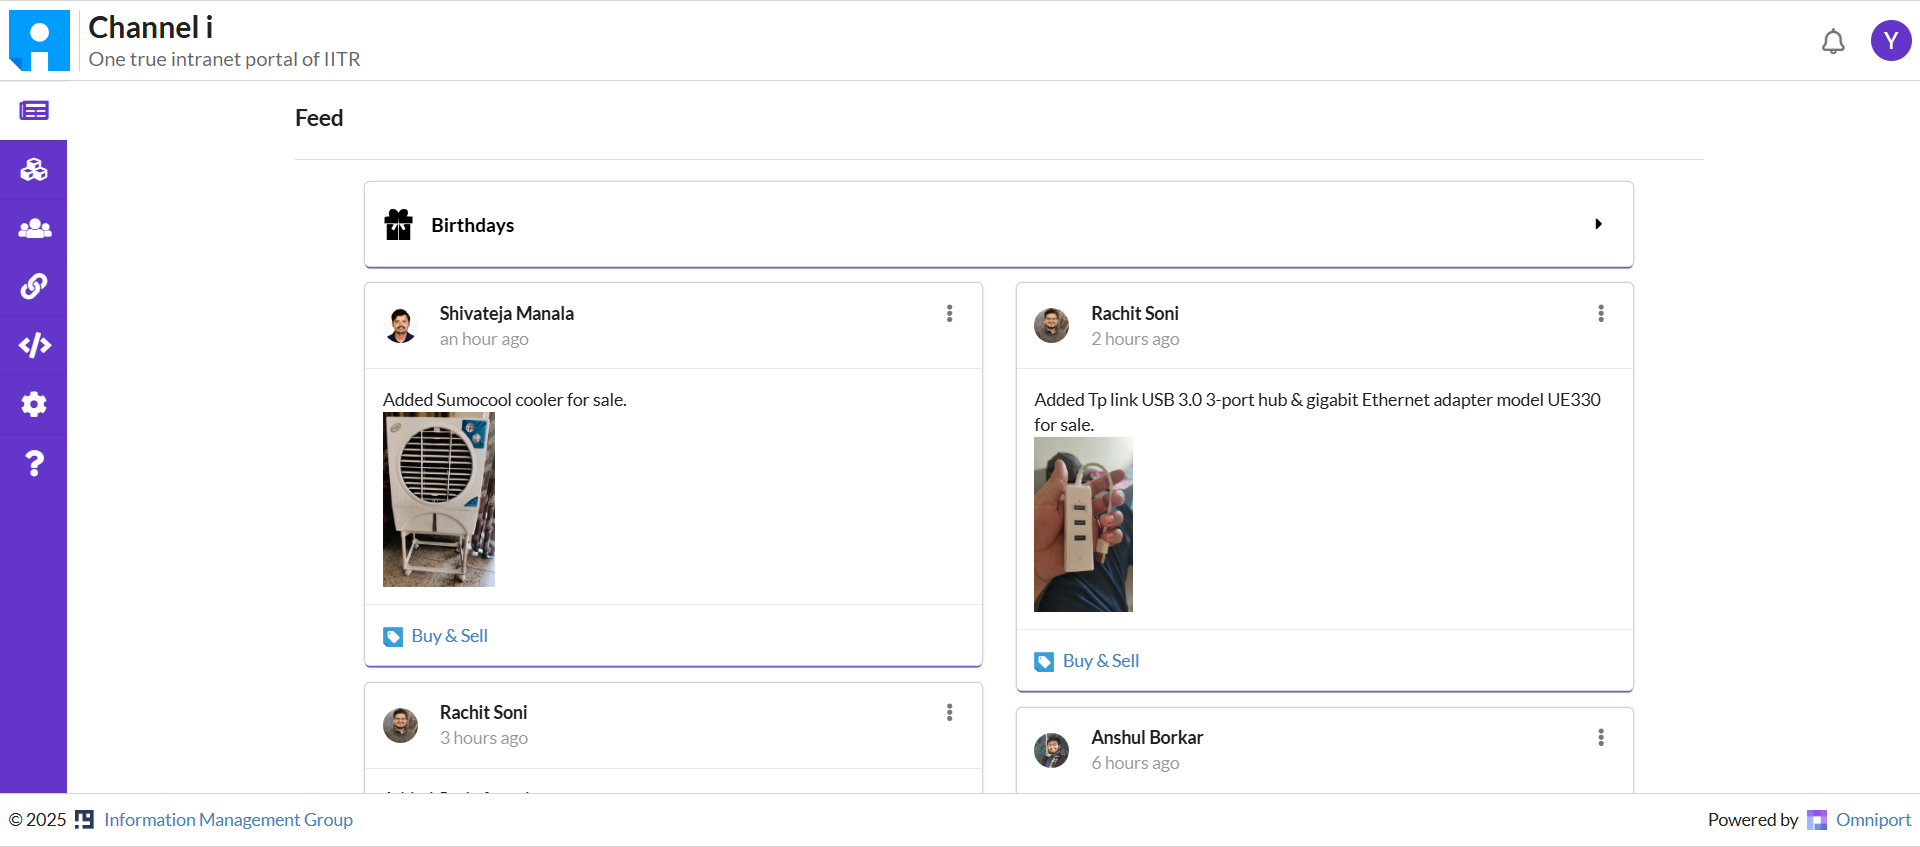 Channel i
One true intranet portal of IITR
Y
Feed
Birthdays
Shivateja Manala
an hour ago
Added Sumocool cooler for sale.
Buy & Sell
Rachit Soni
2 hours ago
Added Tp link USB 3.0 3-port hub & gigabit Ethernet adapter model UE330
for sale.
Buy & Sell
Rachit Soni
3 hours ago
Anshul Borkar
6 hours ago
© 2025 Information Management Group
Powered by Omniport